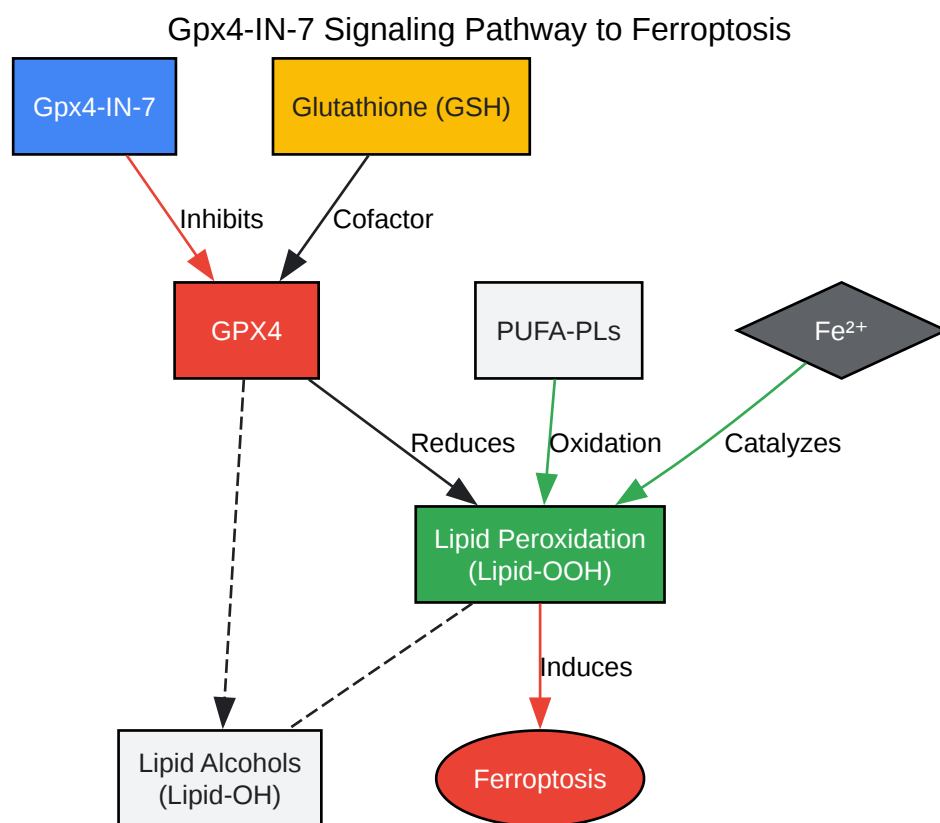 Gpx4-IN-7 Signaling Pathway to Ferroptosis
Gpx4-IN-7
Glutathione (GSH)
Inhibits
Cofactor
GPX4
PUFA-PLs
Fe²⁺
Reduces
Oxidation
Catalyzes
Lipid Peroxidation
(Lipid-OOH)
Induces
Lipid Alcohols
(Lipid-OH)
Ferroptosis